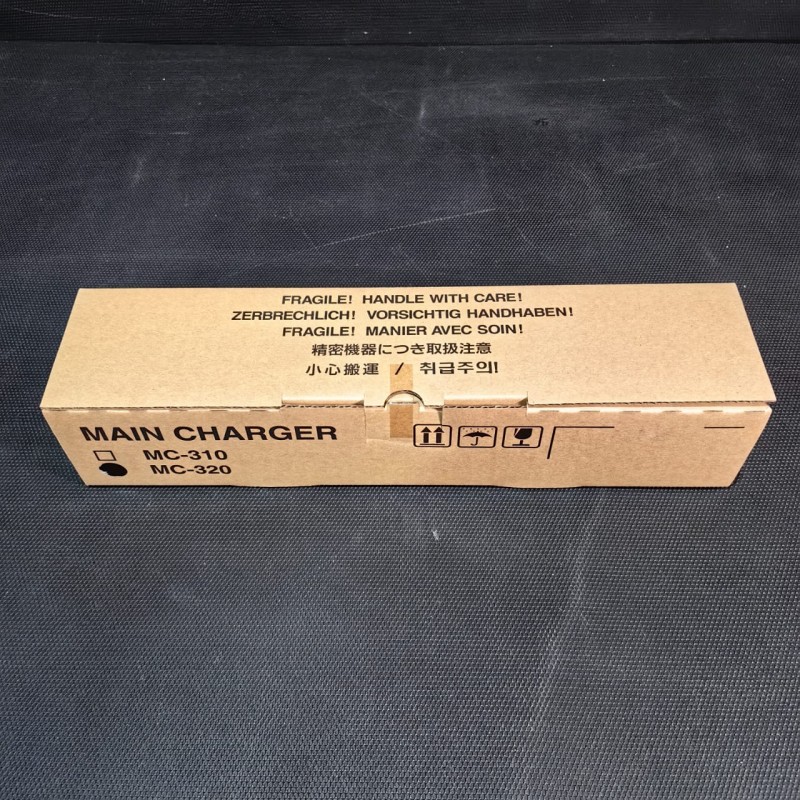 FRAGILE! HANDLE WITH CARE!
ZERBRECHLICH! VORSICHTIG HANDHABEN!
FRAGILE! MANIER AVEC SOIN!
精密機器につき取扱注意
小心搬運 / 취급주의!
MAIN CHARGER
MC-310
MC-320